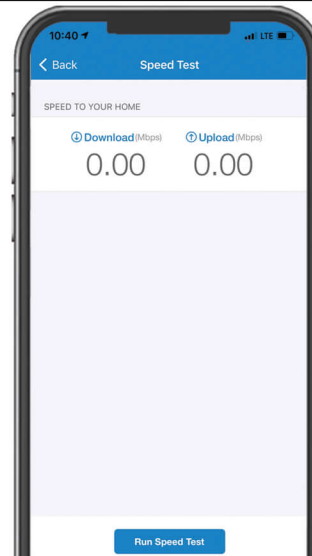 10:40 LTE
Back Speed Test
SPEED TO YOUR HOME
Download (Mbps) Upload (Mbps)
0.00 0.00
Run Speed Test